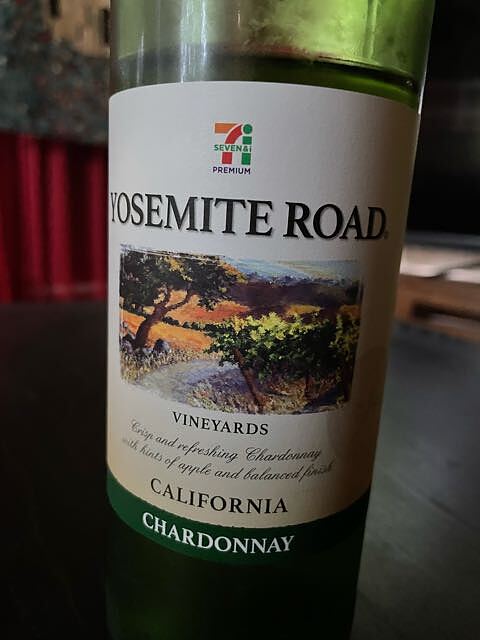 7i
SEVEN&i
PREMIUM
YOSEMITE ROAD
VINEYARDS
Crisp and refreshing Chardonnay
with hints of apple and balanced finish
CALIFORNIA
CHARDONNAY